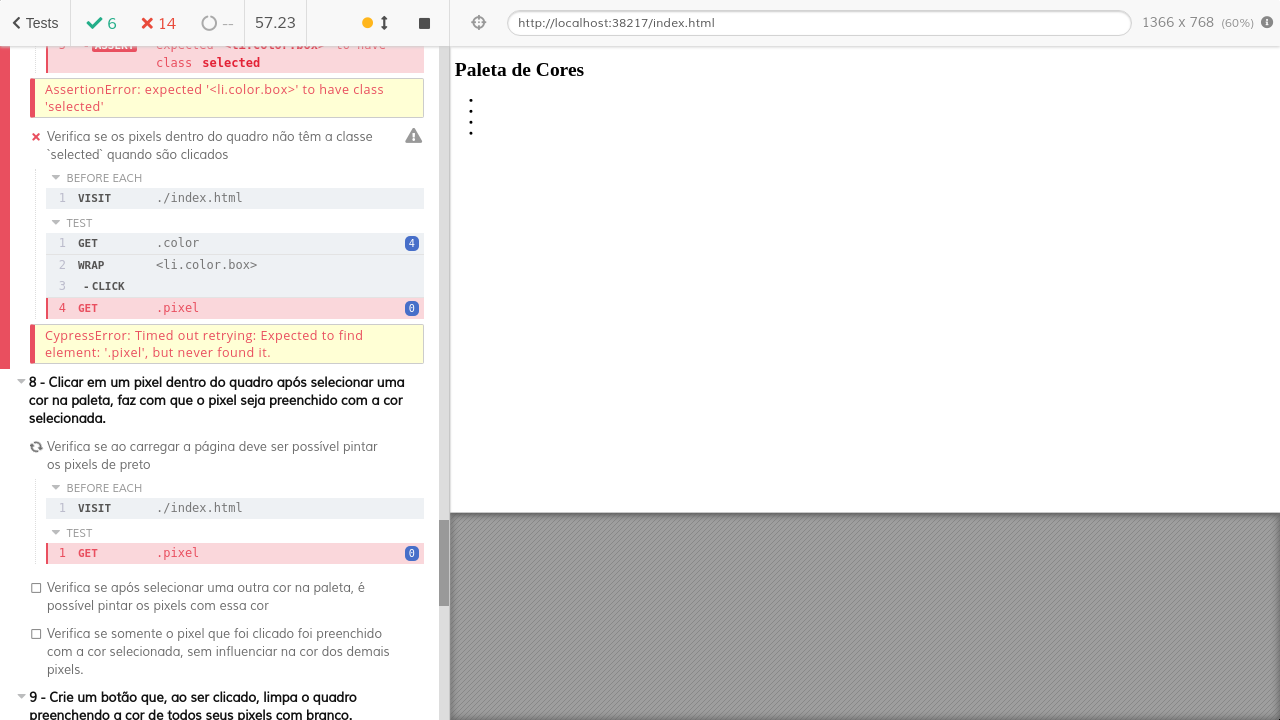 Tests 6 14 -- 57.23 http://localhost:38217/index.html 1366 x 768 (60%)
3 - ASSERT expected <li.color.box> to have
class selected
AssertionError: expected '<li.color.box>' to have class
'selected'
Verifica se os pixels dentro do quadro não têm a classe
`selected` quando são clicados
BEFORE EACH
1 VISIT ./index.html
TEST
1 GET .color 4
2 WRAP <li.color.box>
3 -CLICK
4 GET .pixel 0
CypressError: Timed out retrying: Expected to find
element: '.pixel', but never found it.
8 - Clicar em um pixel dentro do quadro após selecionar uma
cor na paleta, faz com que o pixel seja preenchido com a cor
selecionada.
Verifica se ao carregar a página deve ser possível pintar
os pixels de preto
BEFORE EACH
1 VISIT ./index.html
TEST
1 GET .pixel 0
Verifica se após selecionar uma outra cor na paleta, é
possível pintar os pixels com essa cor
Verifica se somente o pixel que foi clicado foi preenchido
com a cor selecionada, sem influenciar na cor dos demais
pixels.
9 - Crie um botão que, ao ser clicado, limpa o quadro
preenchendo a cor de todos seus pixels com branco.
Paleta de Cores